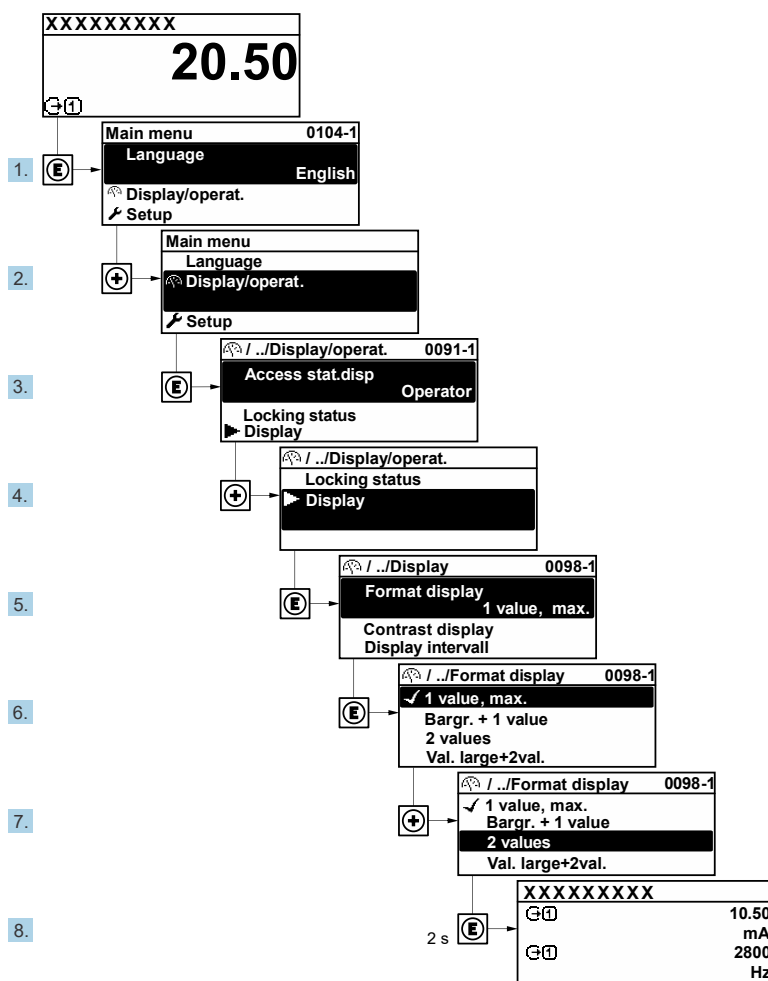 XXXXXXXXX
20.50
1
Main menu 0104-1
Language
English
Display/operat.
Setup
1. E
Main menu
Language
Display/operat.
Setup
2. +
/ ../Display/operat. 0091-1
Access stat.disp
Operator
Locking status
Display
3. E
/ ../Display/operat.
Locking status
Display
4. +
/ ../Display 0098-1
Format display
1 value, max.
Contrast display
Display intervall
5. E
/ ../Format display 0098-1
1 value, max.
Bargr. + 1 value
2 values
Val. large+2val.
6. E
/ ../Format display 0098-1
1 value, max.
Bargr. + 1 value
2 values
Val. large+2val.
7. +
XXXXXXXXX
1 10.50
mA
1 2800
Hz
8. 2 s E